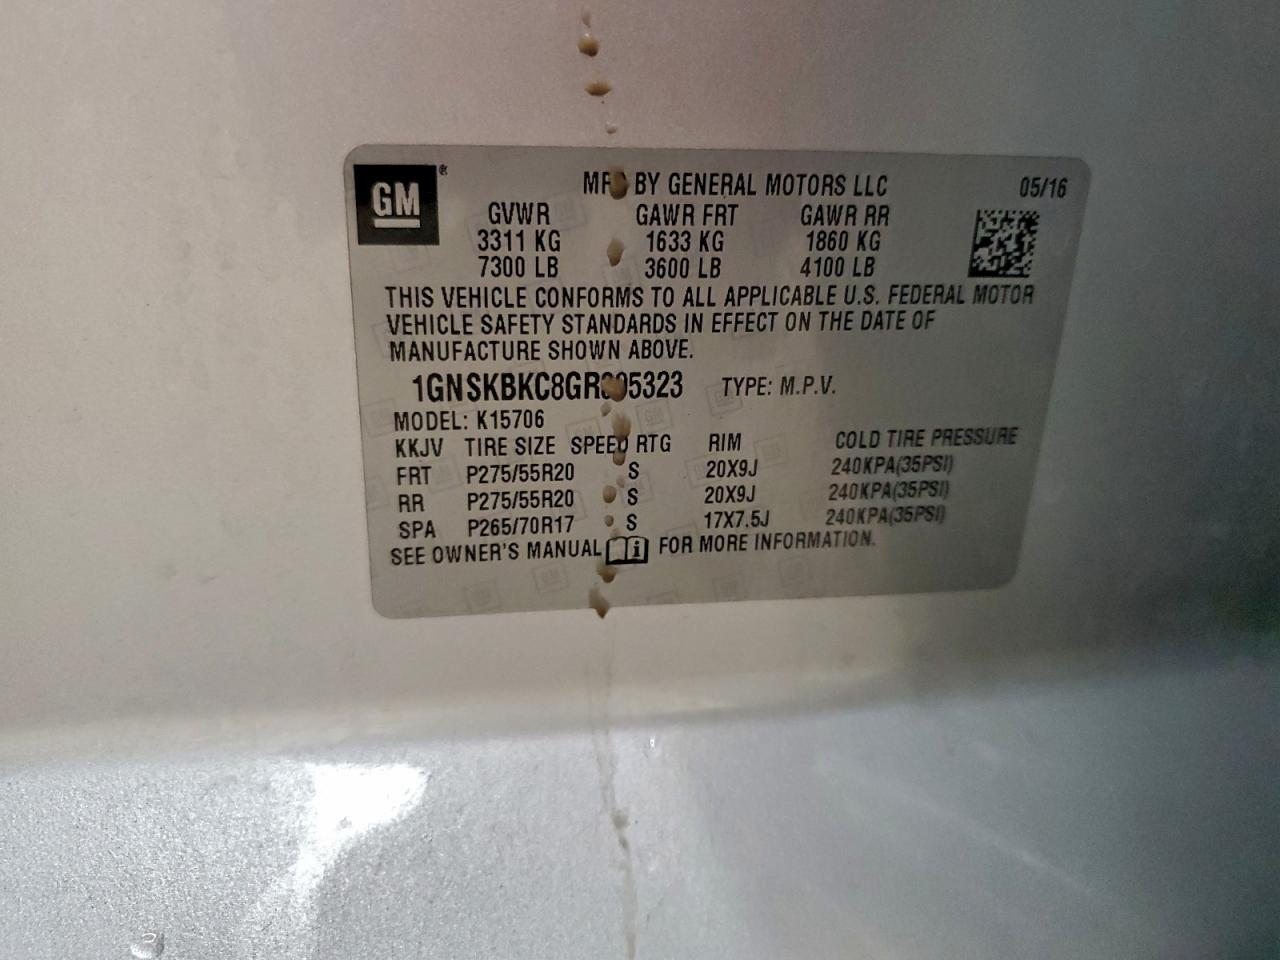 GM ®
MFD BY GENERAL MOTORS LLC 05/16
GVWR GAWR FRT GAWR RR
3311 KG 1633 KG 1860 KG
7300 LB 3600 LB 4100 LB
THIS VEHICLE CONFORMS TO ALL APPLICABLE U.S. FEDERAL MOTOR
VEHICLE SAFETY STANDARDS IN EFFECT ON THE DATE OF
MANUFACTURE SHOWN ABOVE.
TYPE: M.P.V.
MODEL: K15706
KKJV TIRE SIZE SPEED RTG RIM COLD TIRE PRESSURE
FRT P275/55R20 S 20X9J 240KPA(35PSI)
RR P275/55R20 S 20X9J 240KPA(35PSI)
SPA P265/70R17 S 17X7.5J 240KPA(35PSI)
SEE OWNER'S MANUAL i FOR MORE INFORMATION.